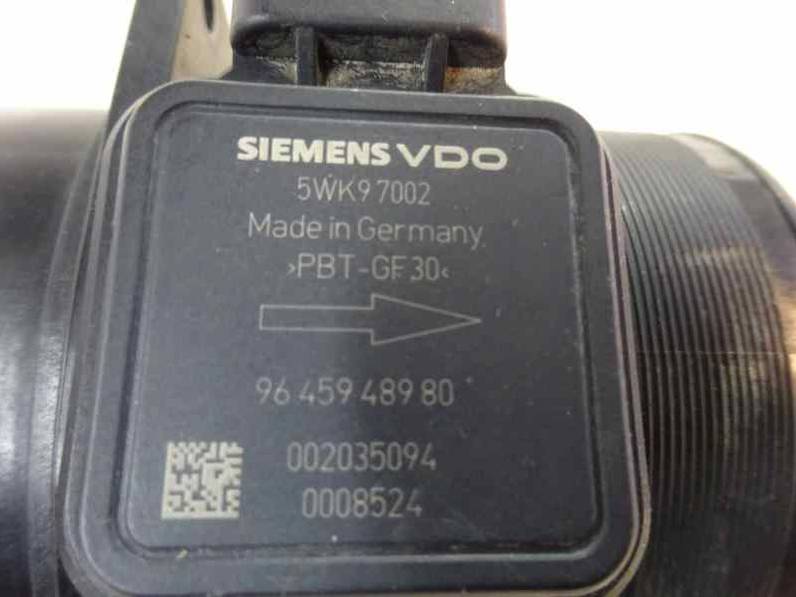 SIEMENS VDO
5WK9 7002
Made in Germany
>PBT-GF30<
96 459 489 80
002035094
0008524